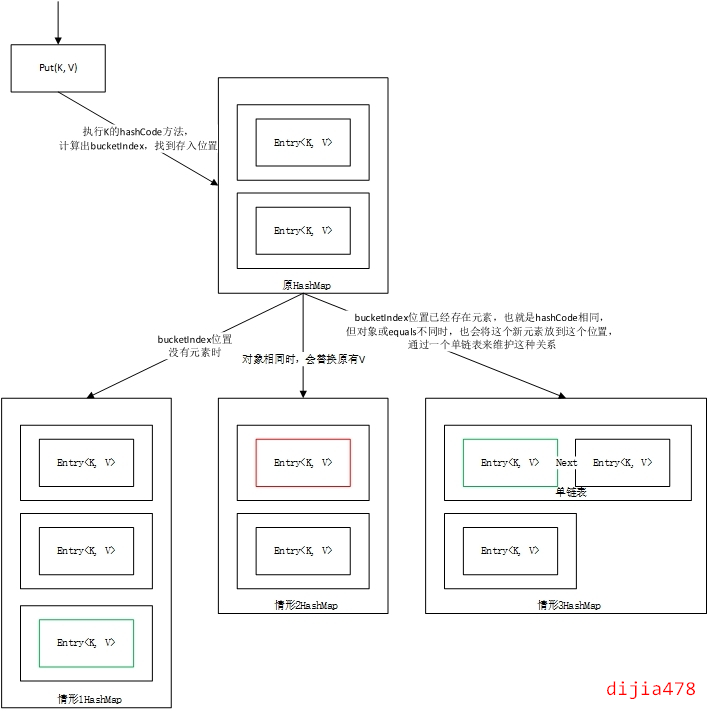 Put(K, V)
执行K的hashCode方法，
计算出bucketIndex，找到存入位置
Entry<K, V>
Entry<K, V>
原HashMap
bucketIndex位置
没有元素时
对象相同时，会替换原有V
bucketIndex位置已经存在元素，也就是hashCode相同，
但对象或equals不同时，也会将这个新元素放到这个位置，
通过一个单链表来维护这种关系
Entry<K, V>
Entry<K, V>
Entry<K, V>
情形1HashMap
Entry<K, V>
Entry<K, V>
情形2HashMap
Entry<K, V> Next Entry<K, V>
单链表
Entry<K, V>
情形3HashMap
dijia478